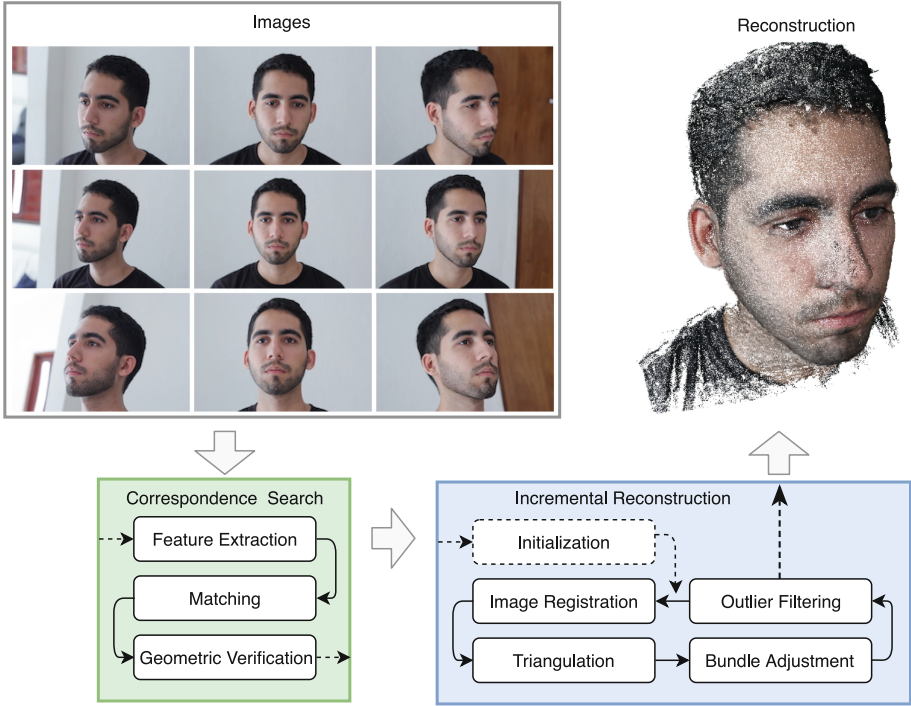 Images
Reconstruction
Correspondence Search
Feature Extraction
Matching
Geometric Verification
Incremental Reconstruction
Initialization
Image Registration
Outlier Filtering
Triangulation
Bundle Adjustment